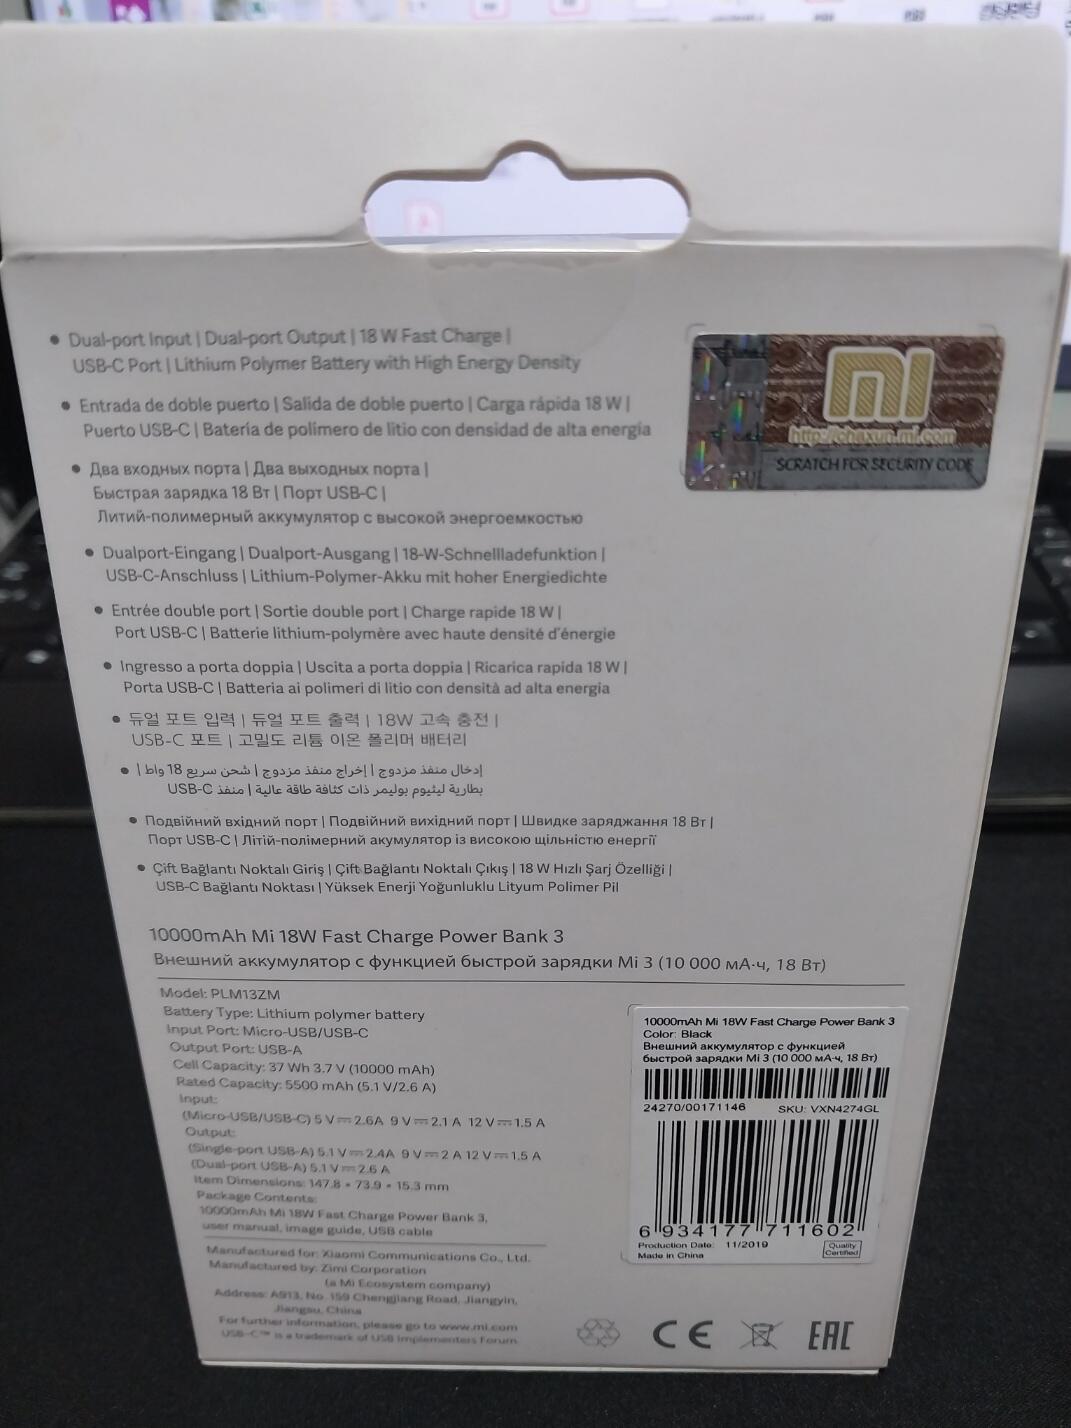 • Dual-port Input | Dual-port Output | 18 W Fast Charge |
USB-C Port | Lithium Polymer Battery with High Energy Density
• Entrada de doble puerto | Salida de doble puerto | Carga rápida 18 W |
Puerto USB-C | Batería de polímero de litio con densidad de alta energía
• Два входных порта | Два выходных порта |
Быстрая зарядка 18 Вт | Порт USB-C |
Литий-полимерный аккумулятор с высокой энергоемкостью
• Dualport-Eingang | Dualport-Ausgang | 18-W-Schnellladefunktion |
USB-C-Anschluss | Lithium-Polymer-Akku mit hoher Energiedichte
• Entrée double port | Sortie double port | Charge rapide 18 W |
Port USB-C | Batterie lithium-polymère avec haute densité d'énergie
• Ingresso a porta doppia | Uscita a porta doppia | Ricarica rapida 18 W |
Porta USB-C | Batteria ai polimeri di litio con densità ad alta energia
• 듀얼 포트 입력 | 듀얼 포트 출력 | 18W 고속 충전 |
USB-C 포트 | 고밀도 리튬 이온 폴리머 배터리
• إدخال منفذ مزدوج | إخراج منفذ مزدوج | شحن سريع 18 واط |
بطارية ليثيوم بوليمر ذات كثافة طاقة عالية | منفذ USB-C
• Подвійний вхідний порт | Подвійний вихідний порт | Швидке заряджання 18 Вт |
Порт USB-C | Літій-полімерний акумулятор із високою щільністю енергії
• Çift Bağlantı Noktalı Giriş | Çift Bağlantı Noktalı Çıkış | 18 W Hızlı Şarj Özelliği |
USB-C Bağlantı Noktası | Yüksek Enerji Yoğunluklu Lityum Polimer Pil
mi
http://chaxun.mi.com
SCRATCH FOR SECURITY CODE
10000mAh Mi 18W Fast Charge Power Bank 3
Внешний аккумулятор с функцией быстрой зарядки Mi 3 (10 000 мА·ч, 18 Вт)
Model: PLM13ZM
Battery Type: Lithium polymer battery
Input Port: Micro-USB/USB-C
Output Port: USB-A
Cell Capacity: 37 Wh 3.7 V (10000 mAh)
Rated Capacity: 5500 mAh (5.1 V/2.6 A)
Input:
(Micro-USB/USB-C) 5 V⎓2.6A 9 V⎓2.1 A 12 V⎓1.5 A
Output:
(Single-port USB-A) 5.1 V⎓2.4A 9 V⎓2 A 12 V⎓1.5 A
(Dual-port USB-A) 5.1 V⎓2.6 A
Item Dimensions: 147.8 × 73.9 × 15.3 mm
Package Contents:
10000mAh Mi 18W Fast Charge Power Bank 3,
user manual, image guide, USB cable
Manufactured for: Xiaomi Communications Co., Ltd.
Manufactured by: Zimi Corporation
(a Mi Ecosystem company)
Address: A913, No. 159 Chengjiang Road, Jiangyin,
Jiangsu, China
For further information, please go to www.mi.com
USB-C™ is a trademark of USB Implementers Forum.
10000mAh Mi 18W Fast Charge Power Bank 3
Color: Black
Внешний аккумулятор с функцией
быстрой зарядки Mi 3 (10 000 мА·ч, 18 Вт)
24270/00171146 SKU: VXN4274GL
6 934177 711602
Production Date: 11/2019
Made in China
Quality
Certified
CE EAC